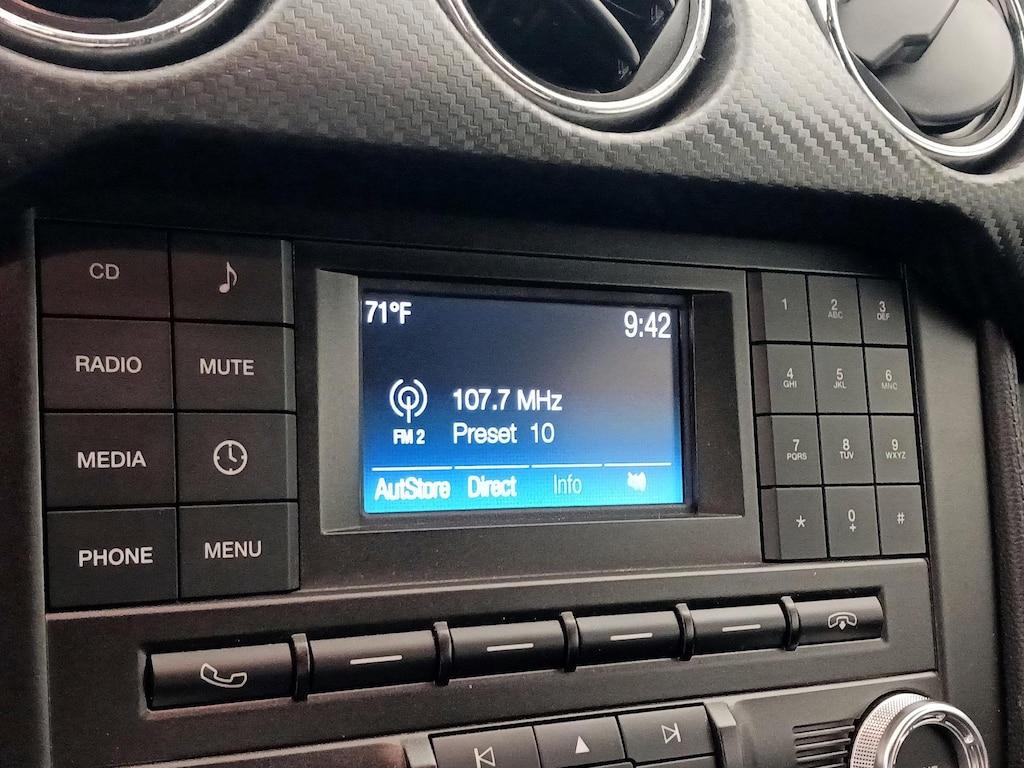 CD
RADIO MUTE
MEDIA
PHONE MENU
71°F 9:42
107.7 MHz
FM 2 Preset 10
AutStore Direct Info
1 2 3
ABC DEF
4 5 6
GHI JKL MNO
7 8 9
PQRS TUV WXYZ
* 0 #
+